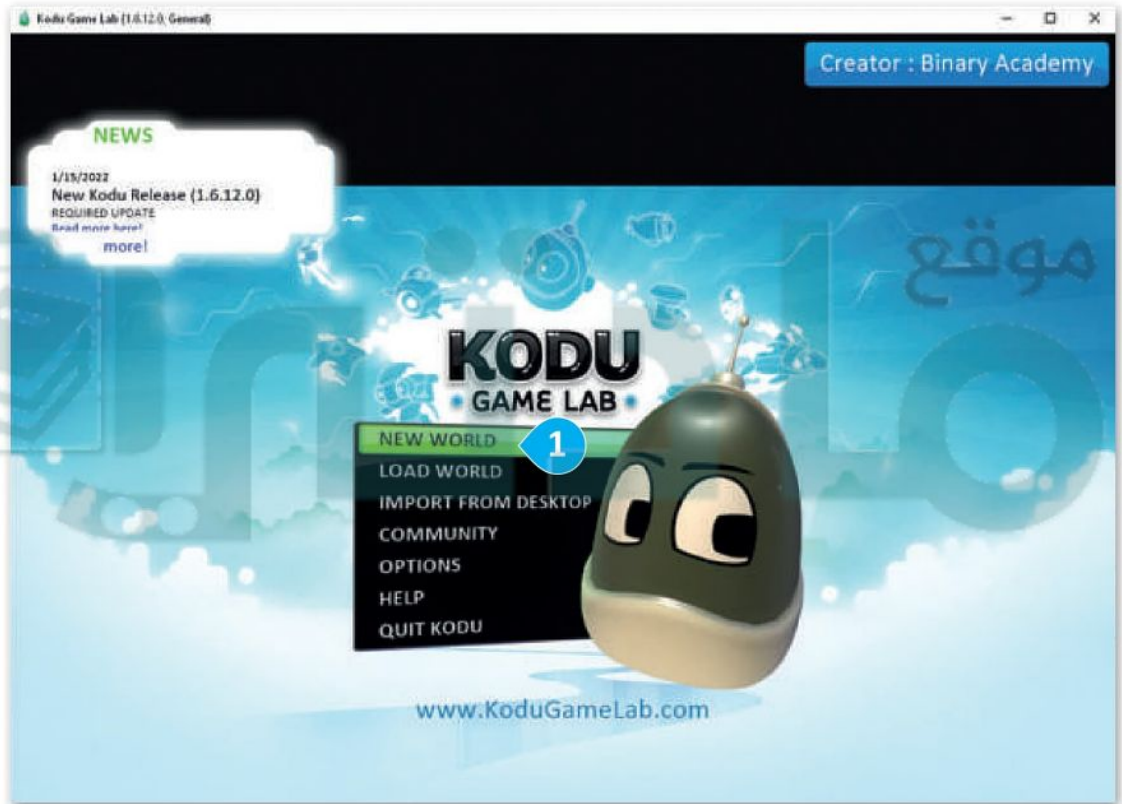 Kodu Game Lab (1.6.12.0, General)
Creator : Binary Academy
NEWS
1/15/2022
New Kodu Release (1.6.12.0)
REQUIRED UPDATE
Read more here!
more!
موقع
KODU
GAME LAB
NEW WORLD
1
LOAD WORLD
IMPORT FROM DESKTOP
COMMUNITY
OPTIONS
HELP
QUIT KODU
www.KoduGameLab.com